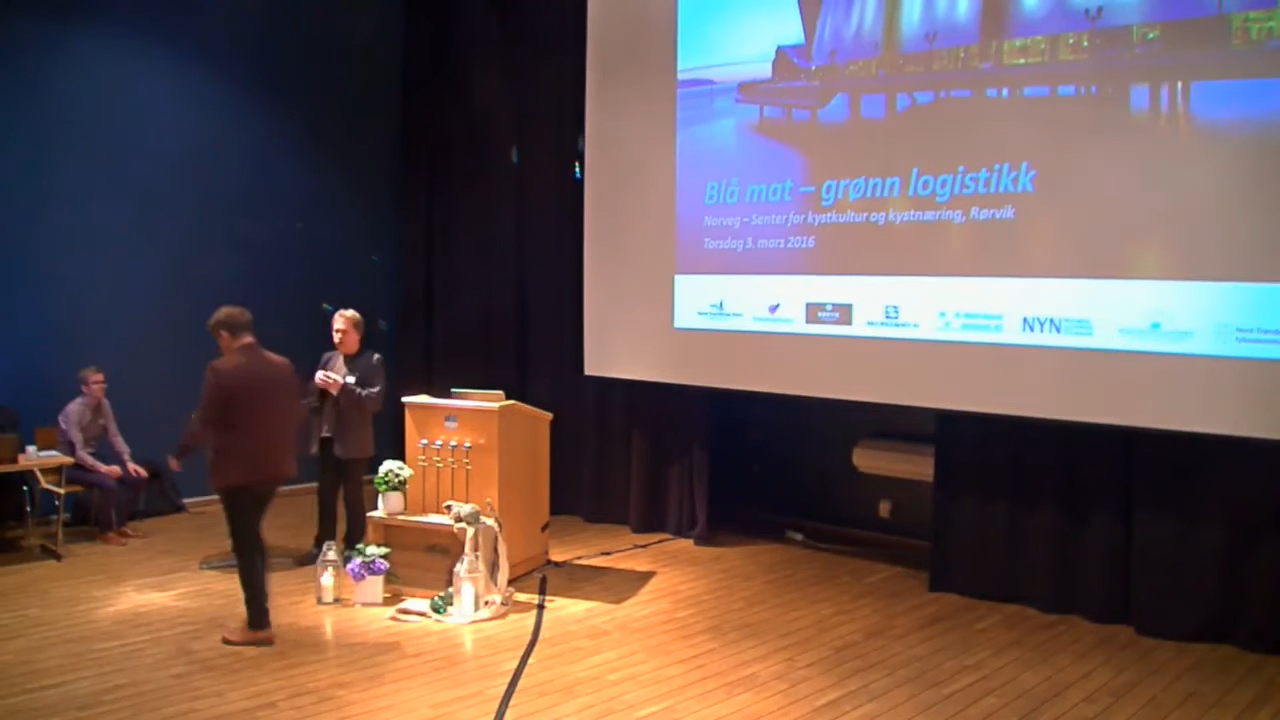 Blå mat – grønn logistikk
Norveg – Senter for kystkultur og kystnæring, Rørvik
Torsdag 3. mars 2016
NYN